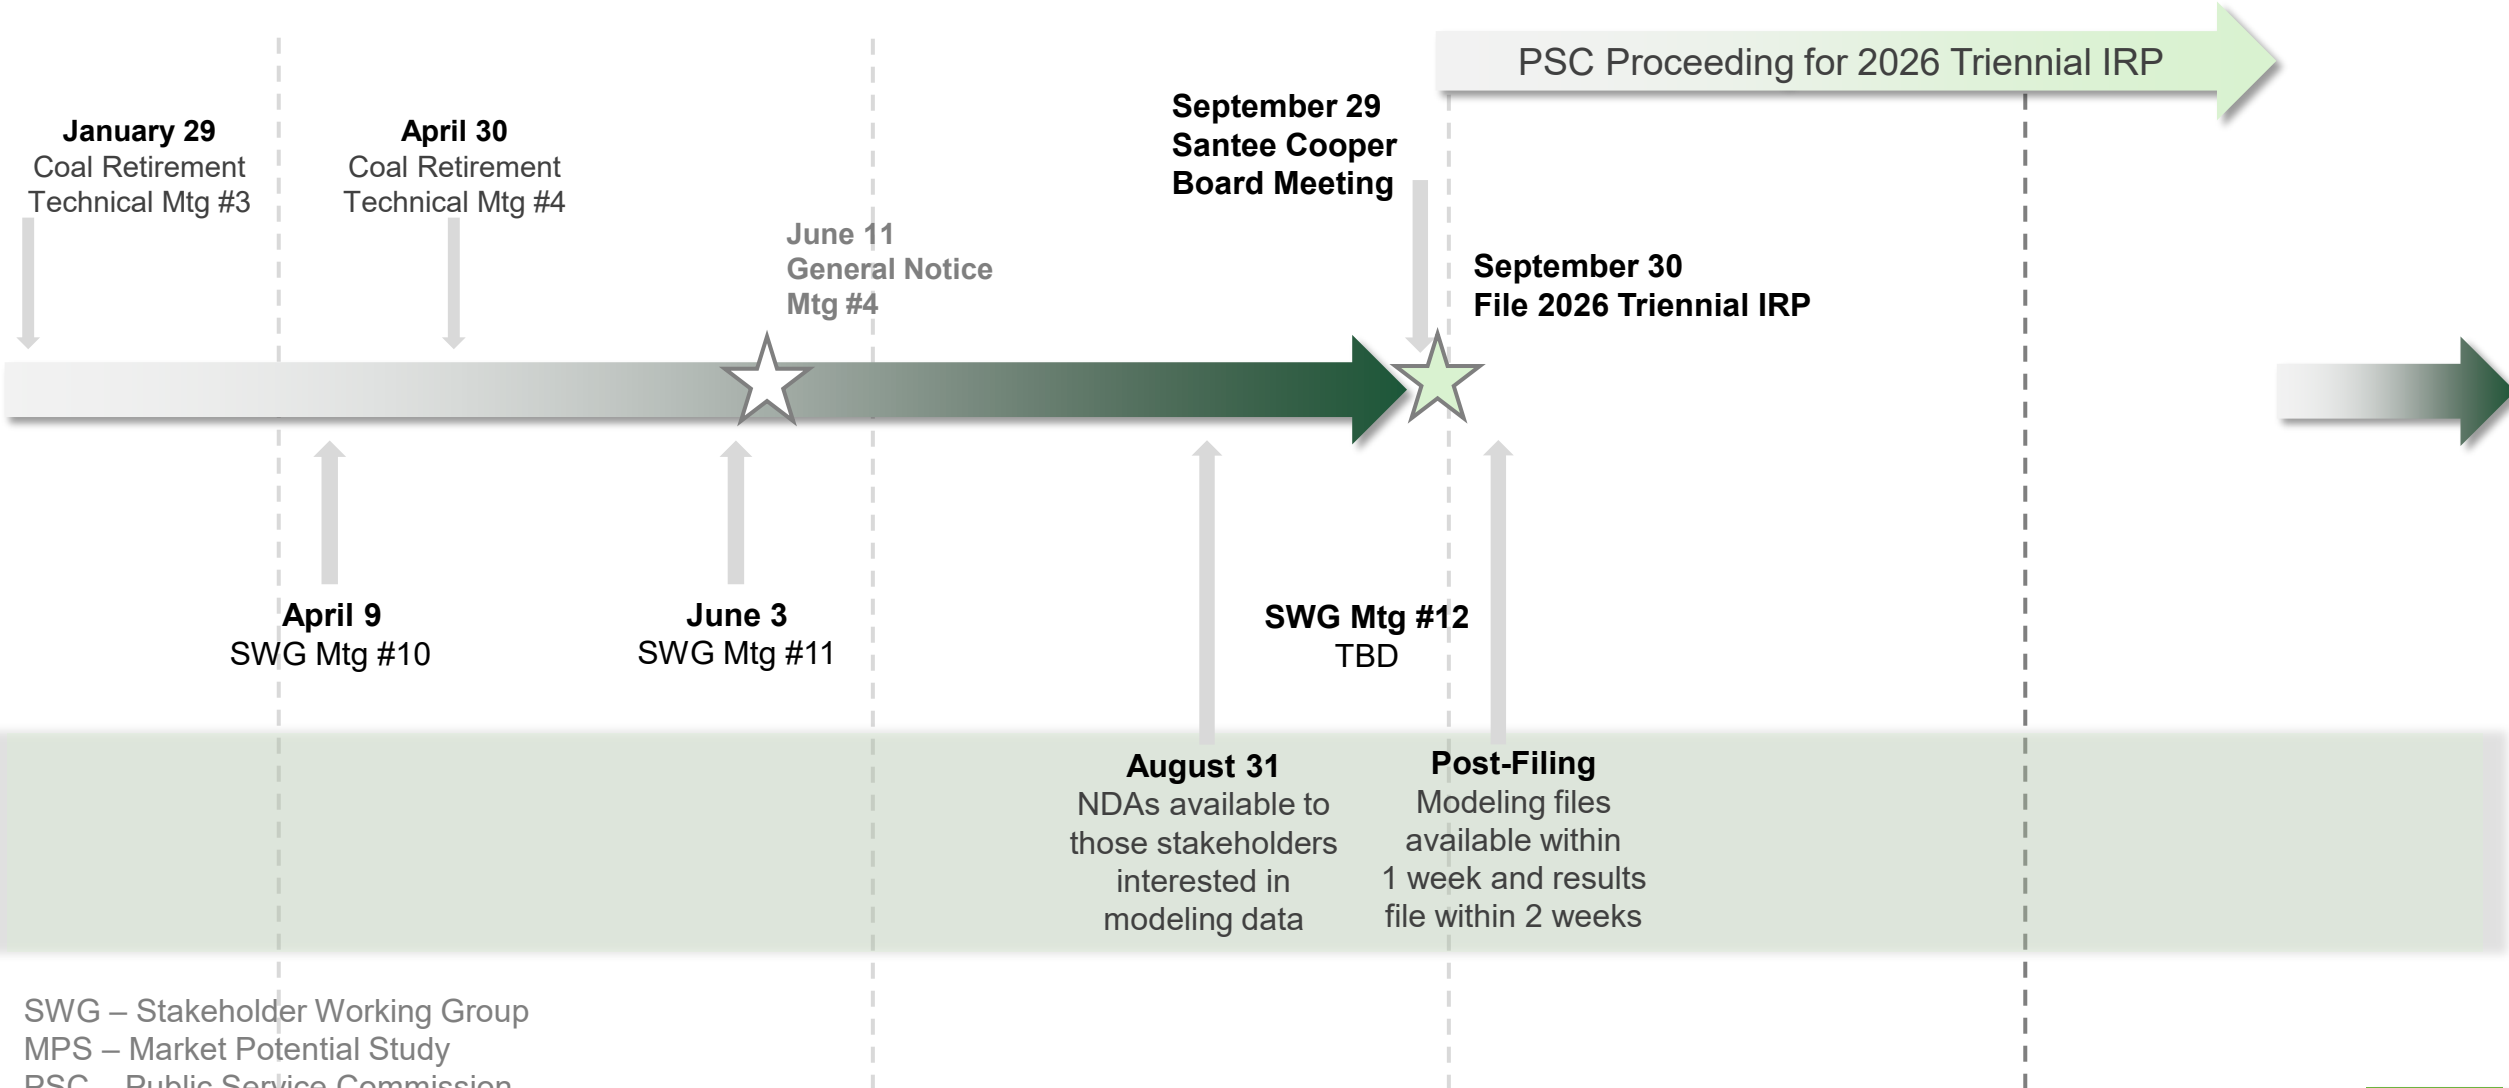 PSC Proceeding for 2026 Triennial IRP
January 29
Coal Retirement
Technical Mtg #3
April 30
Coal Retirement
Technical Mtg #4
June 11
General Notice
Mtg #4
September 29
Santee Cooper
Board Meeting
September 30
File 2026 Triennial IRP
April 9
SWG Mtg #10
June 3
SWG Mtg #11
SWG Mtg #12
TBD
August 31
NDAs available to
those stakeholders
interested in
modeling data
Post-Filing
Modeling files
available within
1 week and results
file within 2 weeks
SWG – Stakeholder Working Group
MPS – Market Potential Study
PSC – Public Service Commission